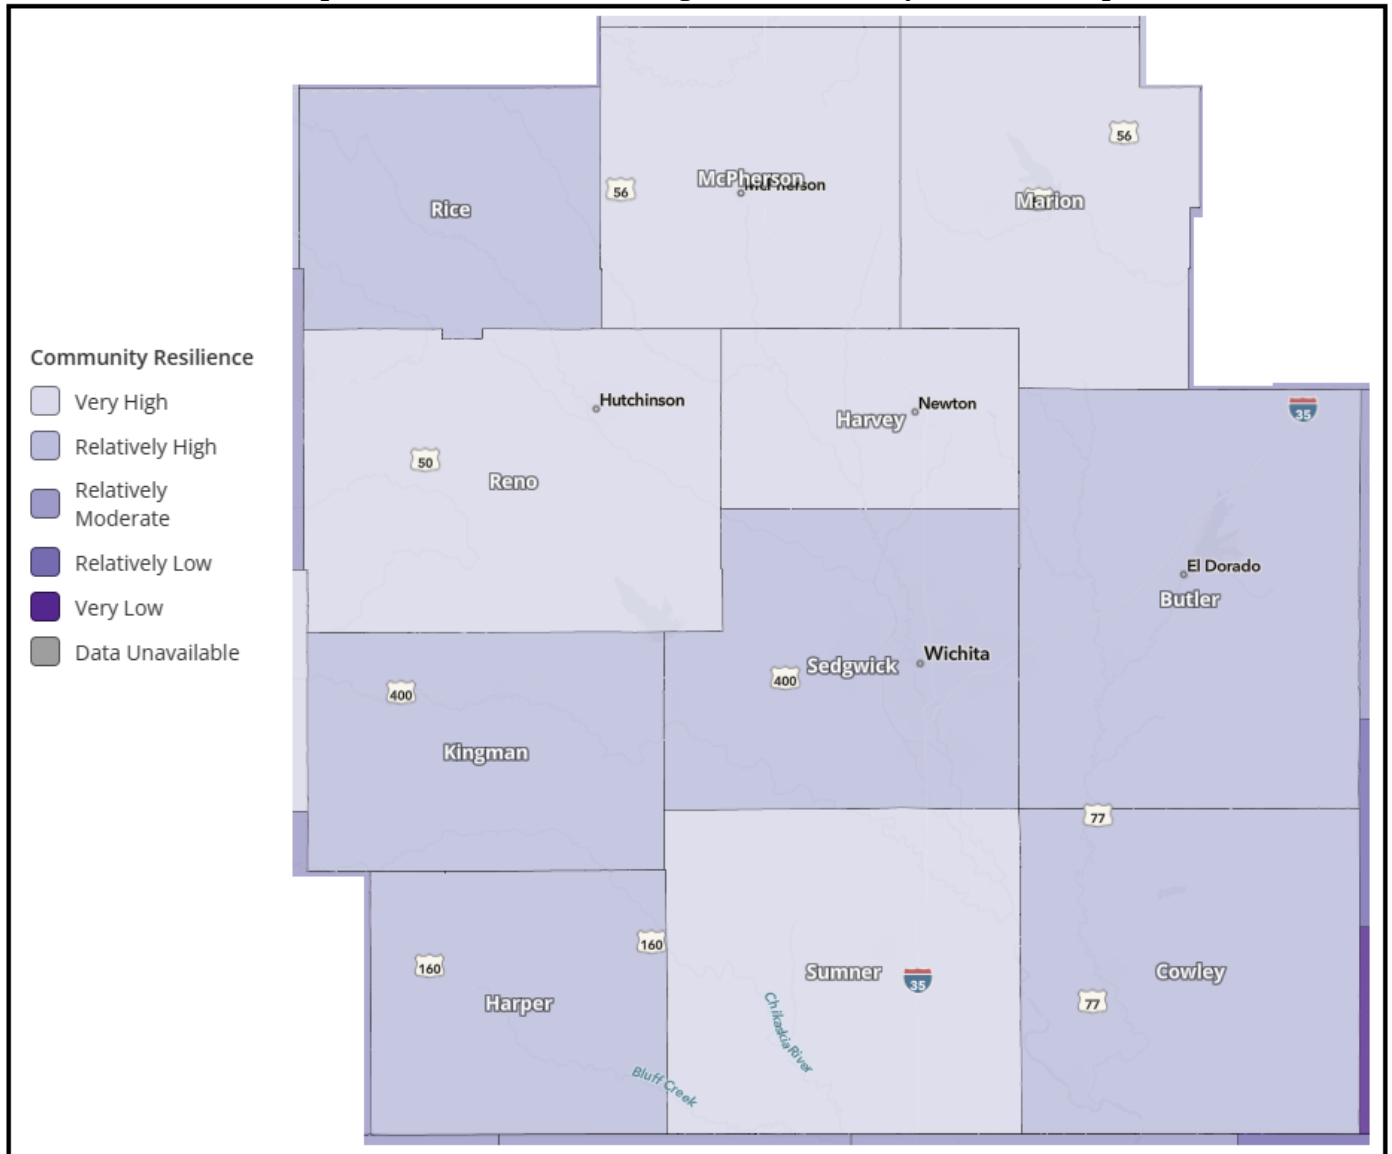 Community Resilience
Very High
Relatively High
Relatively
Moderate
Relatively Low
Very Low
Data Unavailable
56
McPherson
McPherson
56
Marion
Rice
Hutchinson
Newton
Harvey
35
50
Reno
El Dorado
Butler
Wichita
Sedgwick
400
400
Kingman
77
160
160
Harper
Sumner
35
Cowley
77
Chikaskia River
Bluff Creek